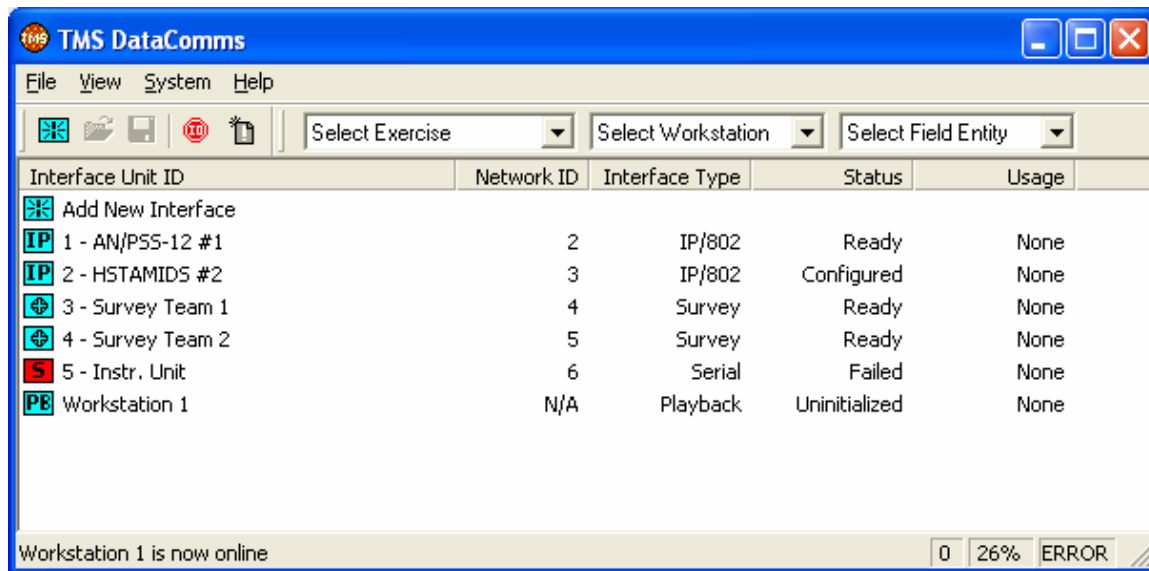 TMS DataComms
File View System Help
ID Select Exercise Select Workstation Select Field Entity
Interface Unit ID Network ID Interface Type Status Usage
Add New Interface
IP 1 - AN/PSS-12 #1 2 IP/802 Ready None
IP 2 - HSTAMIDS #2 3 IP/802 Configured None
3 - Survey Team 1 4 Survey Ready None
4 - Survey Team 2 5 Survey Ready None
S 5 - Instr. Unit 6 Serial Failed None
PB Workstation 1 N/A Playback Uninitialized None
Workstation 1 is now online 0 26% ERROR